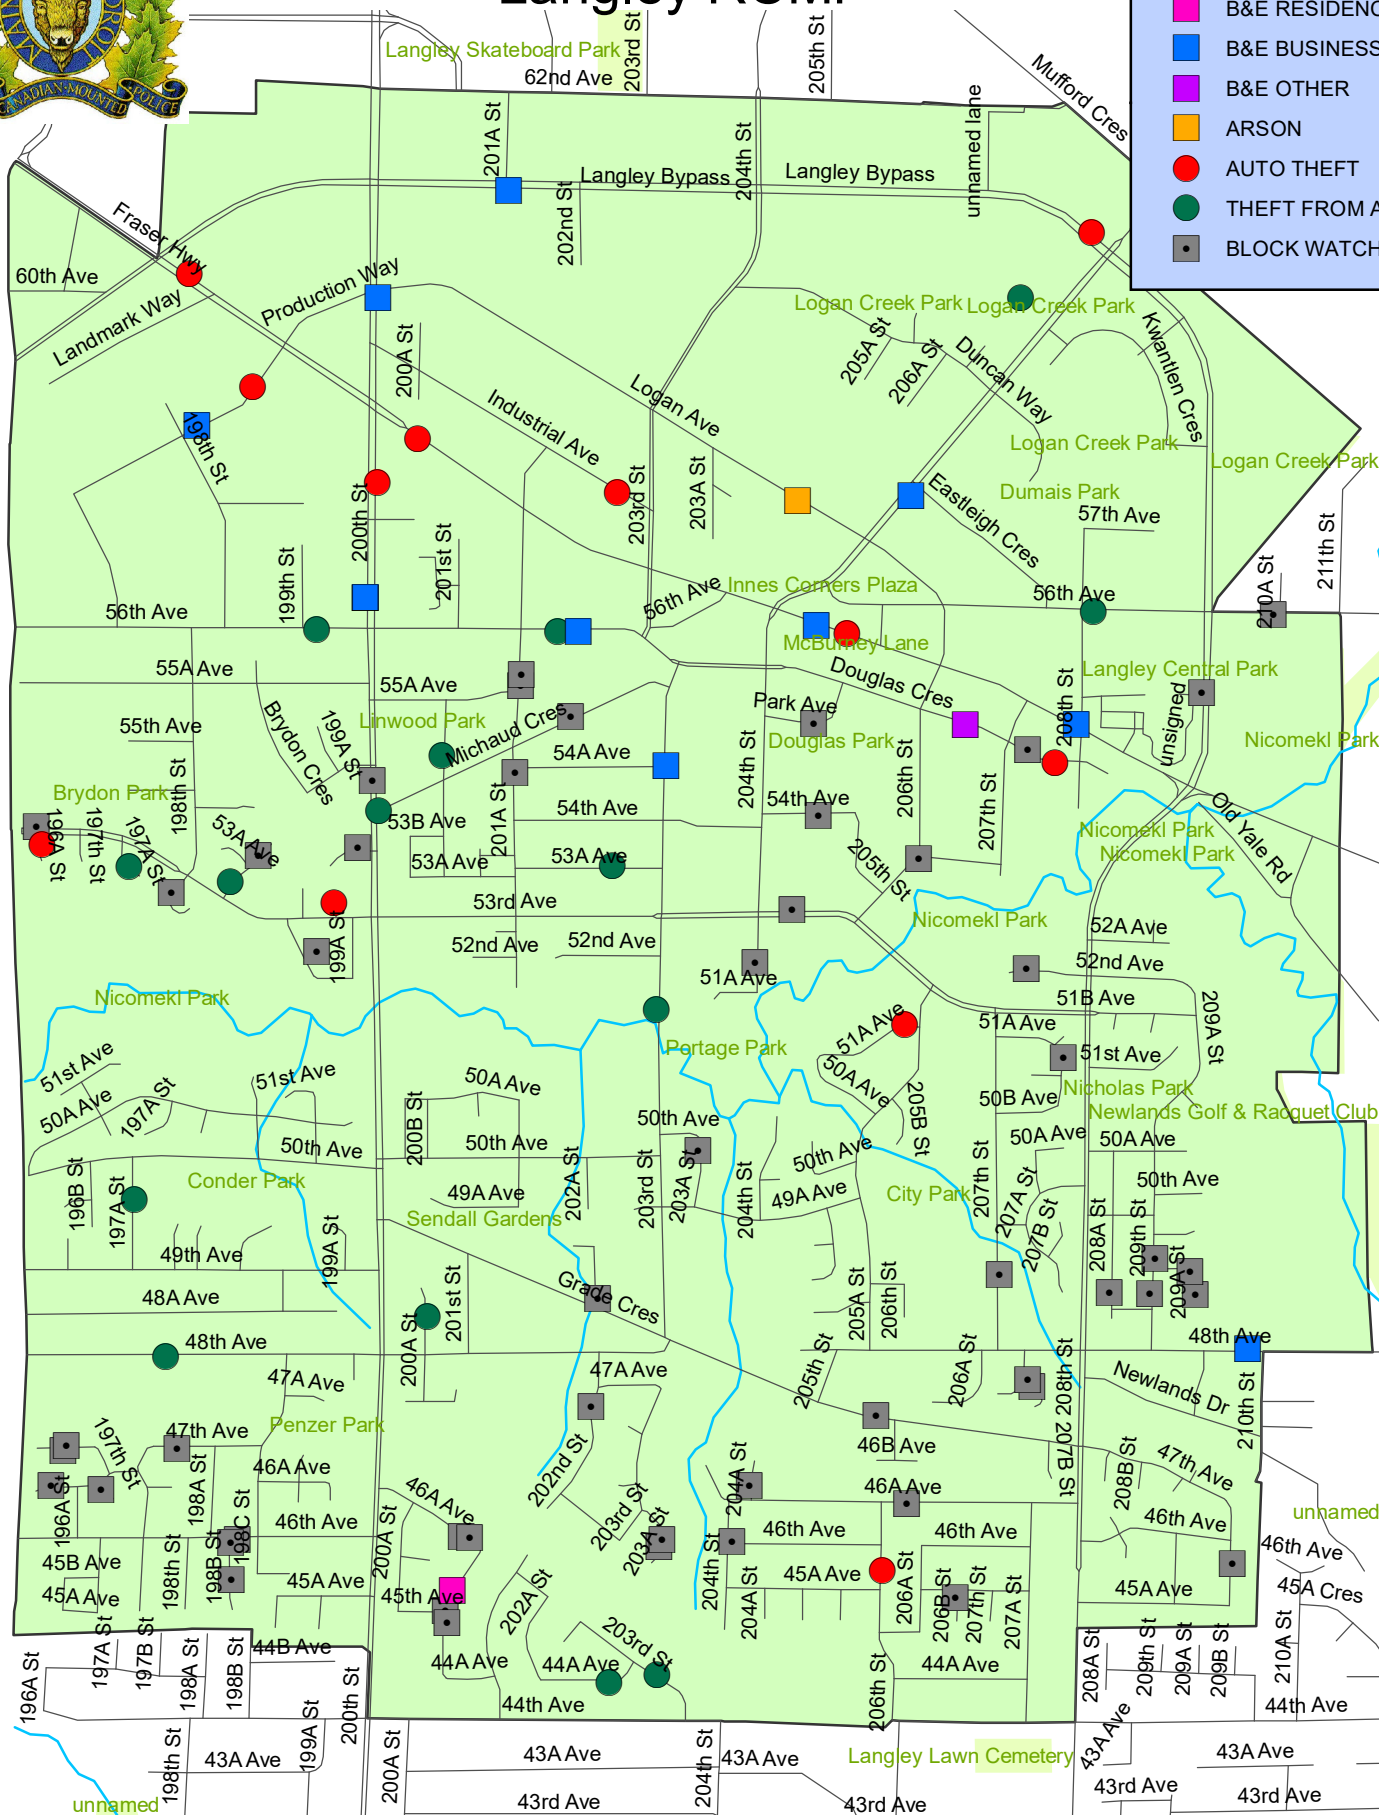 Langley RCMP
CANADIAN MOUNTED POLICE
B&E RESIDENC
B&E BUSINESS
B&E OTHER
ARSON
AUTO THEFT
THEFT FROM A
BLOCK WATCH
Langley Skateboard Park
203rd St
205th St
62nd Ave
Mufford Cres
201A St
204th St
unnamed lane
Langley Bypass
Langley Bypass
202nd St
Fraser Hwy
60th Ave
Landmark Way
Production Way
200A St
Logan Creek Park
Logan Creek Park
205A St
206A St
Duncan Way
Kwantlen Cres
Industrial Ave
Logan Ave
198th St
Logan Creek Park
Logan Creek Park
200th St
203rd St
203A St
Eastleigh Cres
Dumais Park
57th Ave
211th St
201st St
199th St
56th Ave
56th Ave
Innes Corners Plaza
56th Ave
210A St
McBurney Lane
55A Ave
55A Ave
Douglas Cres
Langley Central Park
208th St
unsigned
Park Ave
Linwood Park
55th Ave
Brydon Cres
199A St
Michaud Cres
54A Ave
Douglas Park
Nicomekl Park
204th St
206th St
207th St
198th St
Brydon Park
54th Ave
54th Ave
Old Yale Rd
196A St
197th St
197A St
53A Ave
53B Ave
201A St
53A Ave
53A Ave
205th St
Nicomekl Park
Nicomekl Park
53rd Ave
Nicomekl Park
52A Ave
199A St
52nd Ave
52nd Ave
52nd Ave
51A Ave
Nicomekl Park
51B Ave
209A St
51A Ave
51A Ave
Portage Park
51st Ave
51st Ave
50A Ave
197A St
51st Ave
50A Ave
50A Ave
205B St
Nicholas Park
50B Ave
Newlands Golf & Racquet Club
200B St
50th Ave
50th Ave
50th Ave
50th Ave
50A Ave
50A Ave
202A St
203rd St
203A St
204th St
207th St
Conder Park
196B St
197A St
49A Ave
49A Ave
City Park
207A St
207B St
50th Ave
208A St
209th St
209A St
Sendall Gardens
49th Ave
199A St
48A Ave
201st St
Grade Cres
205A St
206th St
48th Ave
200A St
48th Ave
47A Ave
47A Ave
205th St
206A St
208th St
207B St
Newlands Dr
210th St
Penzer Park
197th St
47th Ave
46A Ave
198A St
46B Ave
47th Ave
208B St
202nd St
204A St
46A Ave
46A Ave
196A St
198C St
46th Ave
200A St
203rd St
203A St
46th Ave
46th Ave
46th Ave
unnamed
46th Ave
45B Ave
198th St
198B St
45A Ave
45A Ave
45th Ave
204th St
204A St
45A Ave
206A St
206B St
207th St
207A St
45A Ave
45A Cres
202A St
203rd St
197A St
197B St
198A St
198B St
44B Ave
44A Ave
44A Ave
44A Ave
208A St
209th St
209A St
209B St
210A St
196A St
199A St
200th St
44th Ave
206th St
44th Ave
198th St
43A Ave
200A St
43A Ave
204th St
43A Ave
Langley Lawn Cemetery
43A Ave
43A Ave
unnamed
43rd Ave
43rd Ave
43rd Ave
43rd Ave